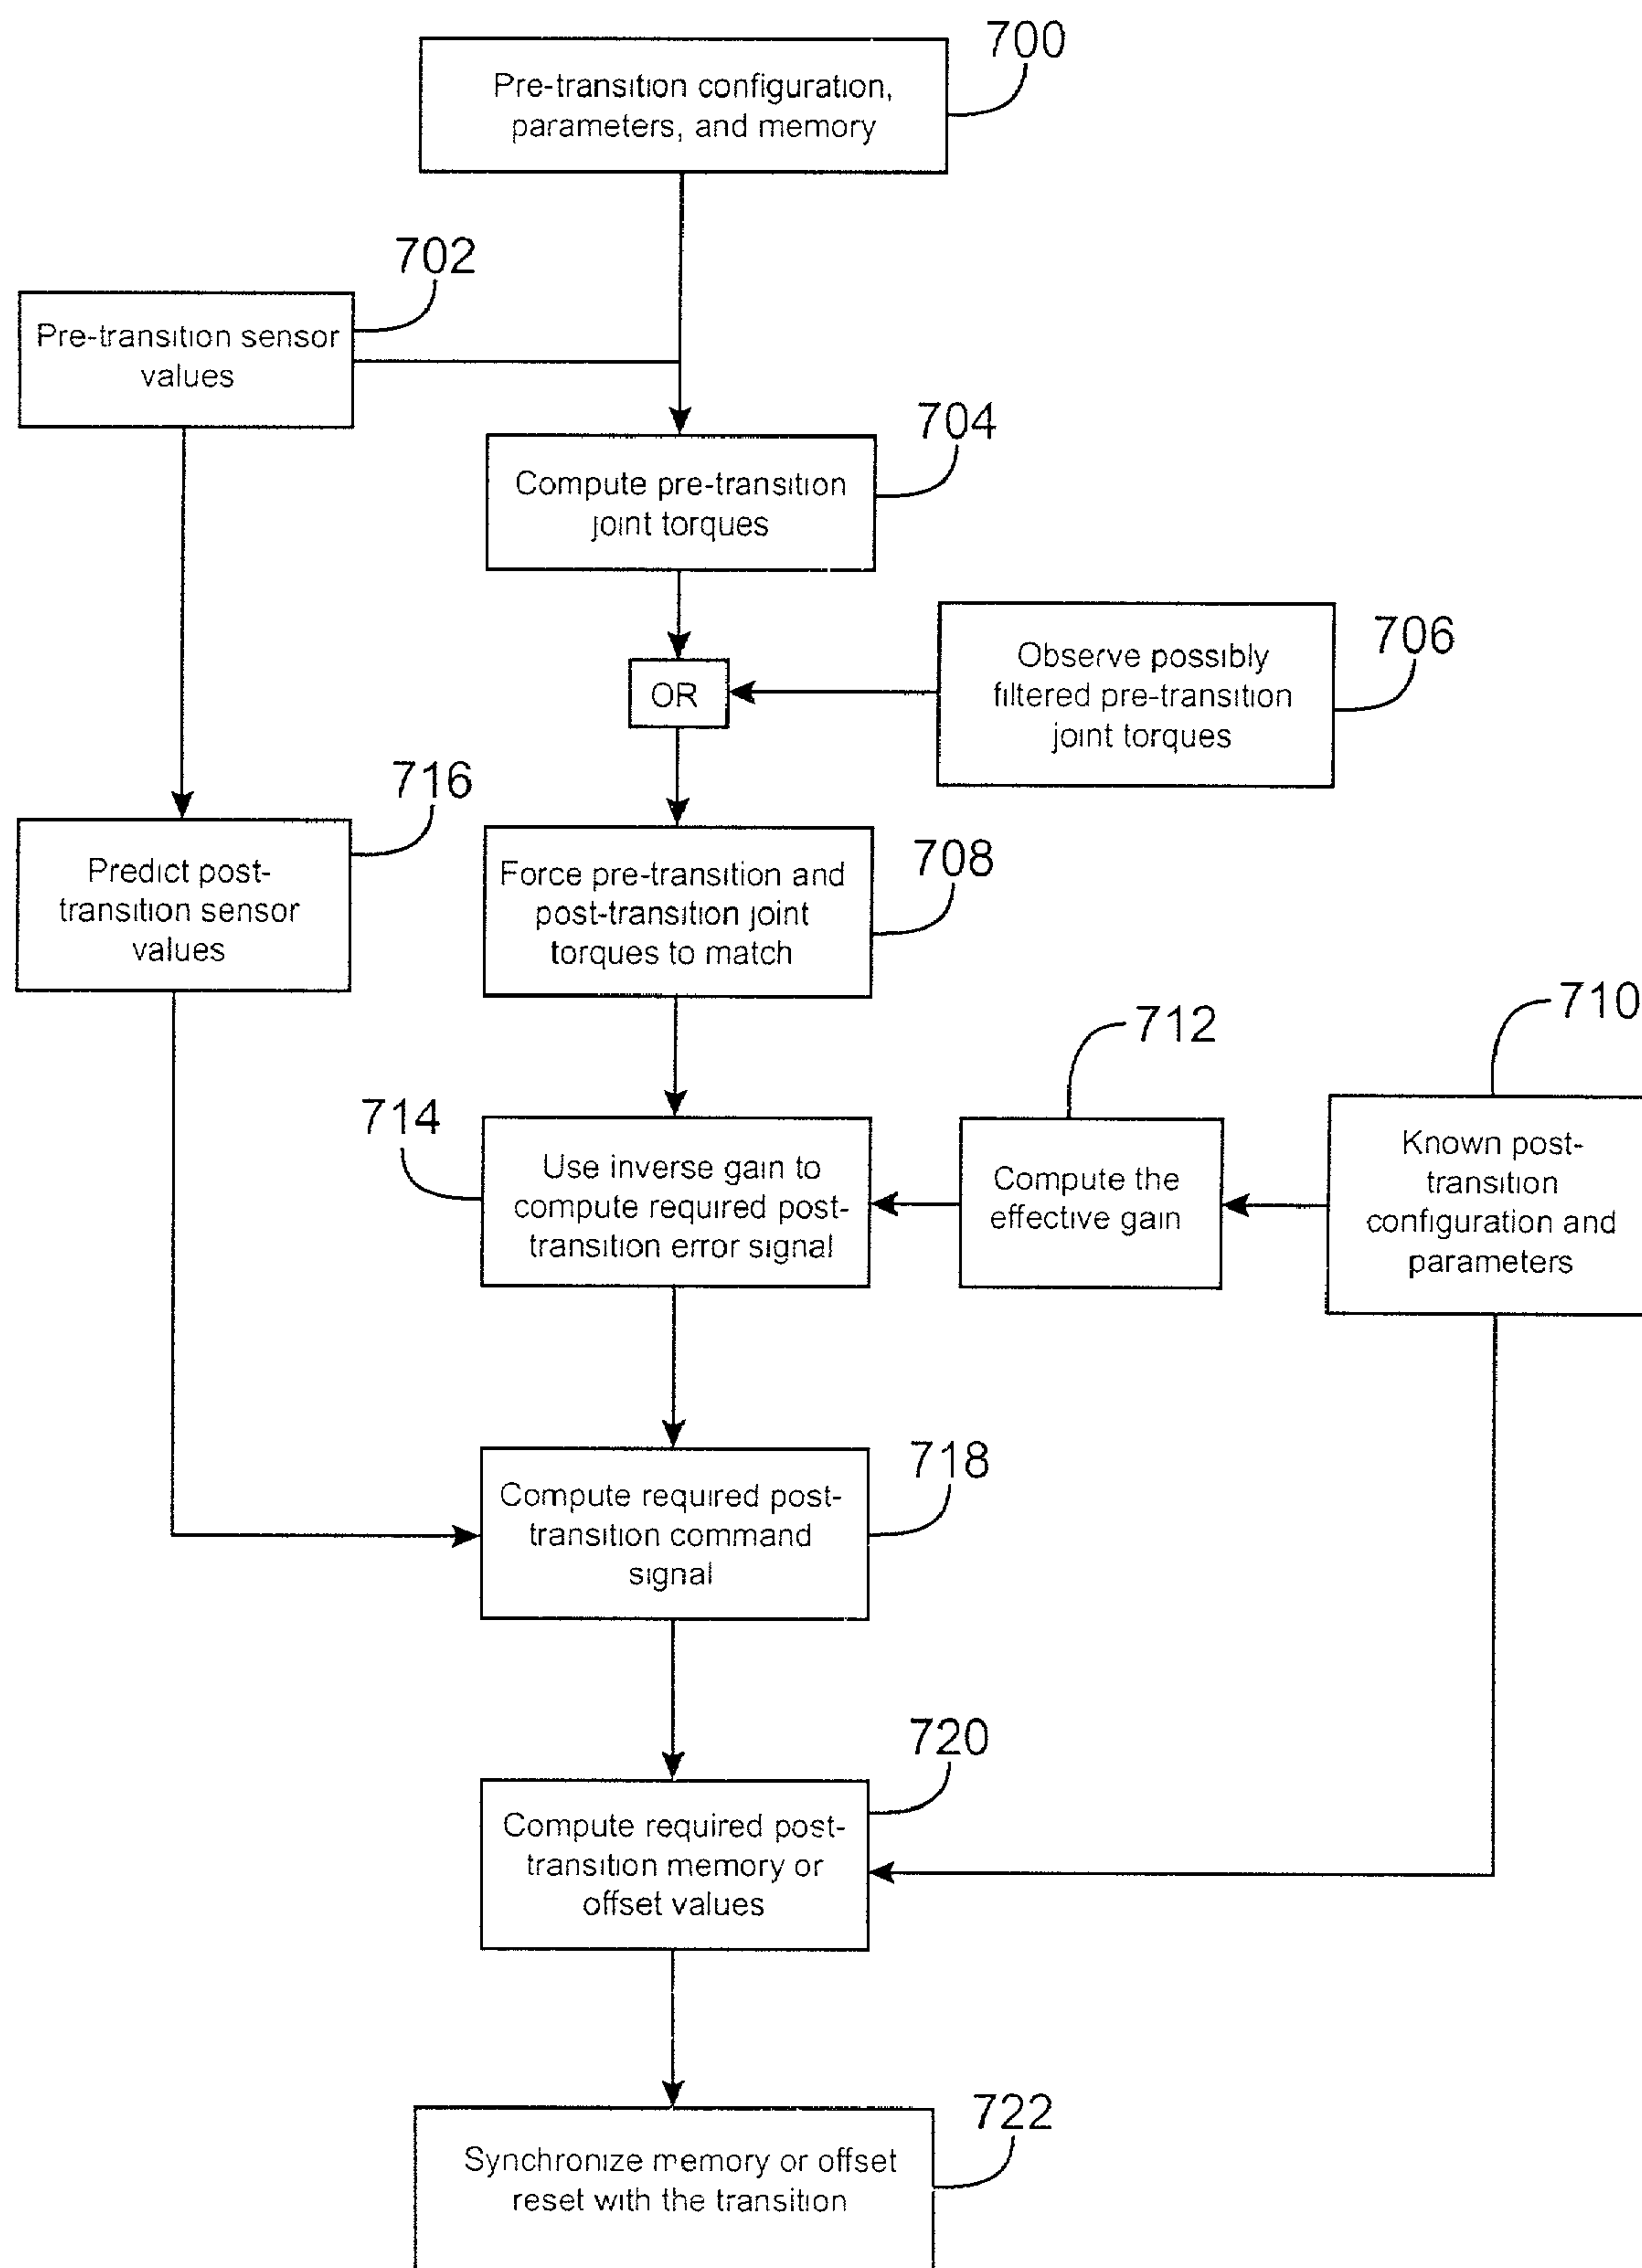 700
Pre-transition configuration,
parameters, and memory
702
Pre-transition sensor
values
704
Compute pre-transition
joint torques
706
Observe possibly
filtered pre-transition
joint torques
OR
716
Predict post-
transition sensor
values
708
Force pre-transition and
post-transition joint
torques to match
710
712
714
Use inverse gain to
compute required post-
transition error signal
Compute the
effective gain
Known post-
transition
configuration and
parameters
718
Compute required post-
transition command
signal
720
Compute required post-
transition memory or
offset values
722
Synchronize memory or offset
reset with the transition